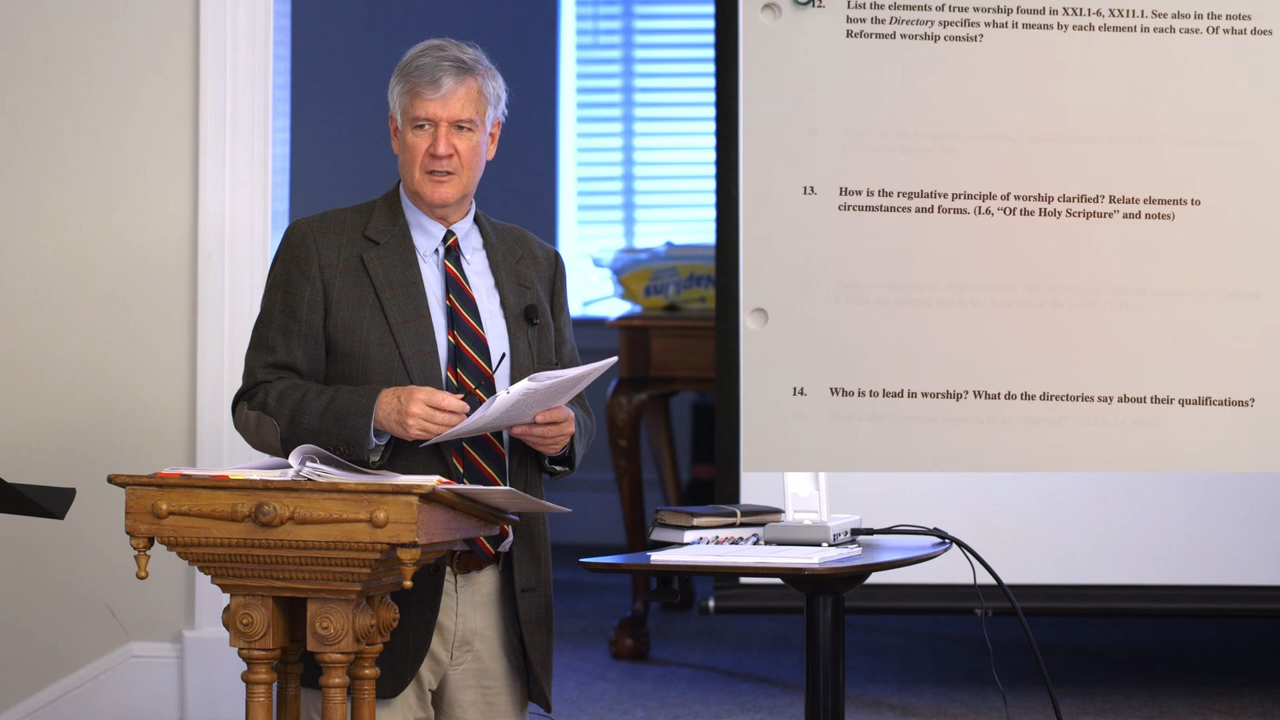 12. List the elements of true worship found in XXI.1-6, XX11.1. See also in the notes
how the Directory specifies what it means by each element in each case. Of what does
Reformed worship consist?
13. How is the regulative principle of worship clarified? Relate elements to
circumstances and forms. (I.6, “Of the Holy Scripture” and notes)
14. Who is to lead in worship? What do the directories say about their qualifications?
Napkins